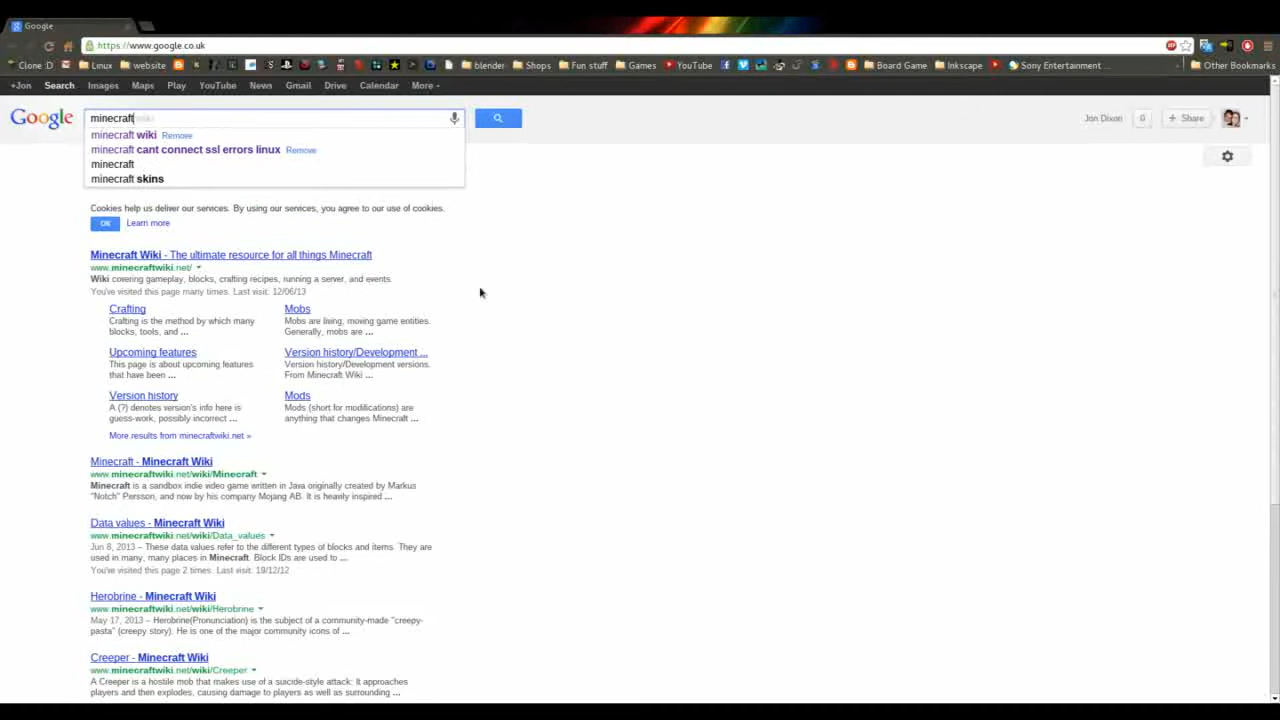 Google
https://www.google.co.uk
Clone :D Linux website blender Shops Fun stuff Games YouTube Board Game Inkscape Sony Entertainment ... Other Bookmarks
+Jon Search Images Maps Play YouTube News Gmail Drive Calendar More
Google minecraft wiki Jon Dixon 0 + Share
minecraft wiki Remove
minecraft cant connect ssl errors linux Remove
minecraft
minecraft skins
Cookies help us deliver our services. By using our services, you agree to our use of cookies.
OK Learn more
Minecraft Wiki - The ultimate resource for all things Minecraft
www.minecraftwiki.net/
Wiki covering gameplay, blocks, crafting recipes, running a server, and events.
You've visited this page many times. Last visit: 12/06/13
Crafting Mobs
Crafting is the method by which many Mobs are living, moving game entities.
blocks, tools, and ... Generally, mobs are ...
Upcoming features Version history/Development ...
This page is about upcoming features Version history/Development versions.
that have been ... From Minecraft Wiki ...
Version history Mods
A (?) denotes version's info here is Mods (short for modifications) are
guess-work, possibly incorrect ... anything that changes Minecraft ...
More results from minecraftwiki.net »
Minecraft - Minecraft Wiki
www.minecraftwiki.net/wiki/Minecraft
Minecraft is a sandbox indie video game written in Java originally created by Markus
"Notch" Persson, and now by his company Mojang AB. It is heavily inspired ...
Data values - Minecraft Wiki
www.minecraftwiki.net/wiki/Data_values
Jun 8, 2013 – These data values refer to the different types of blocks and items. They are
used in many, many places in Minecraft. Block IDs are used to ...
You've visited this page 2 times. Last visit: 19/12/12
Herobrine - Minecraft Wiki
www.minecraftwiki.net/wiki/Herobrine
May 17, 2013 – Herobrine(Pronunciation) is the subject of a community-made "creepy-
pasta" (creepy story). He is one of the major community icons of ...
Creeper - Minecraft Wiki
www.minecraftwiki.net/wiki/Creeper
A Creeper is a hostile mob that makes use of a suicide-style attack: It approaches
players and then explodes, causing damage to players as well as surrounding ...